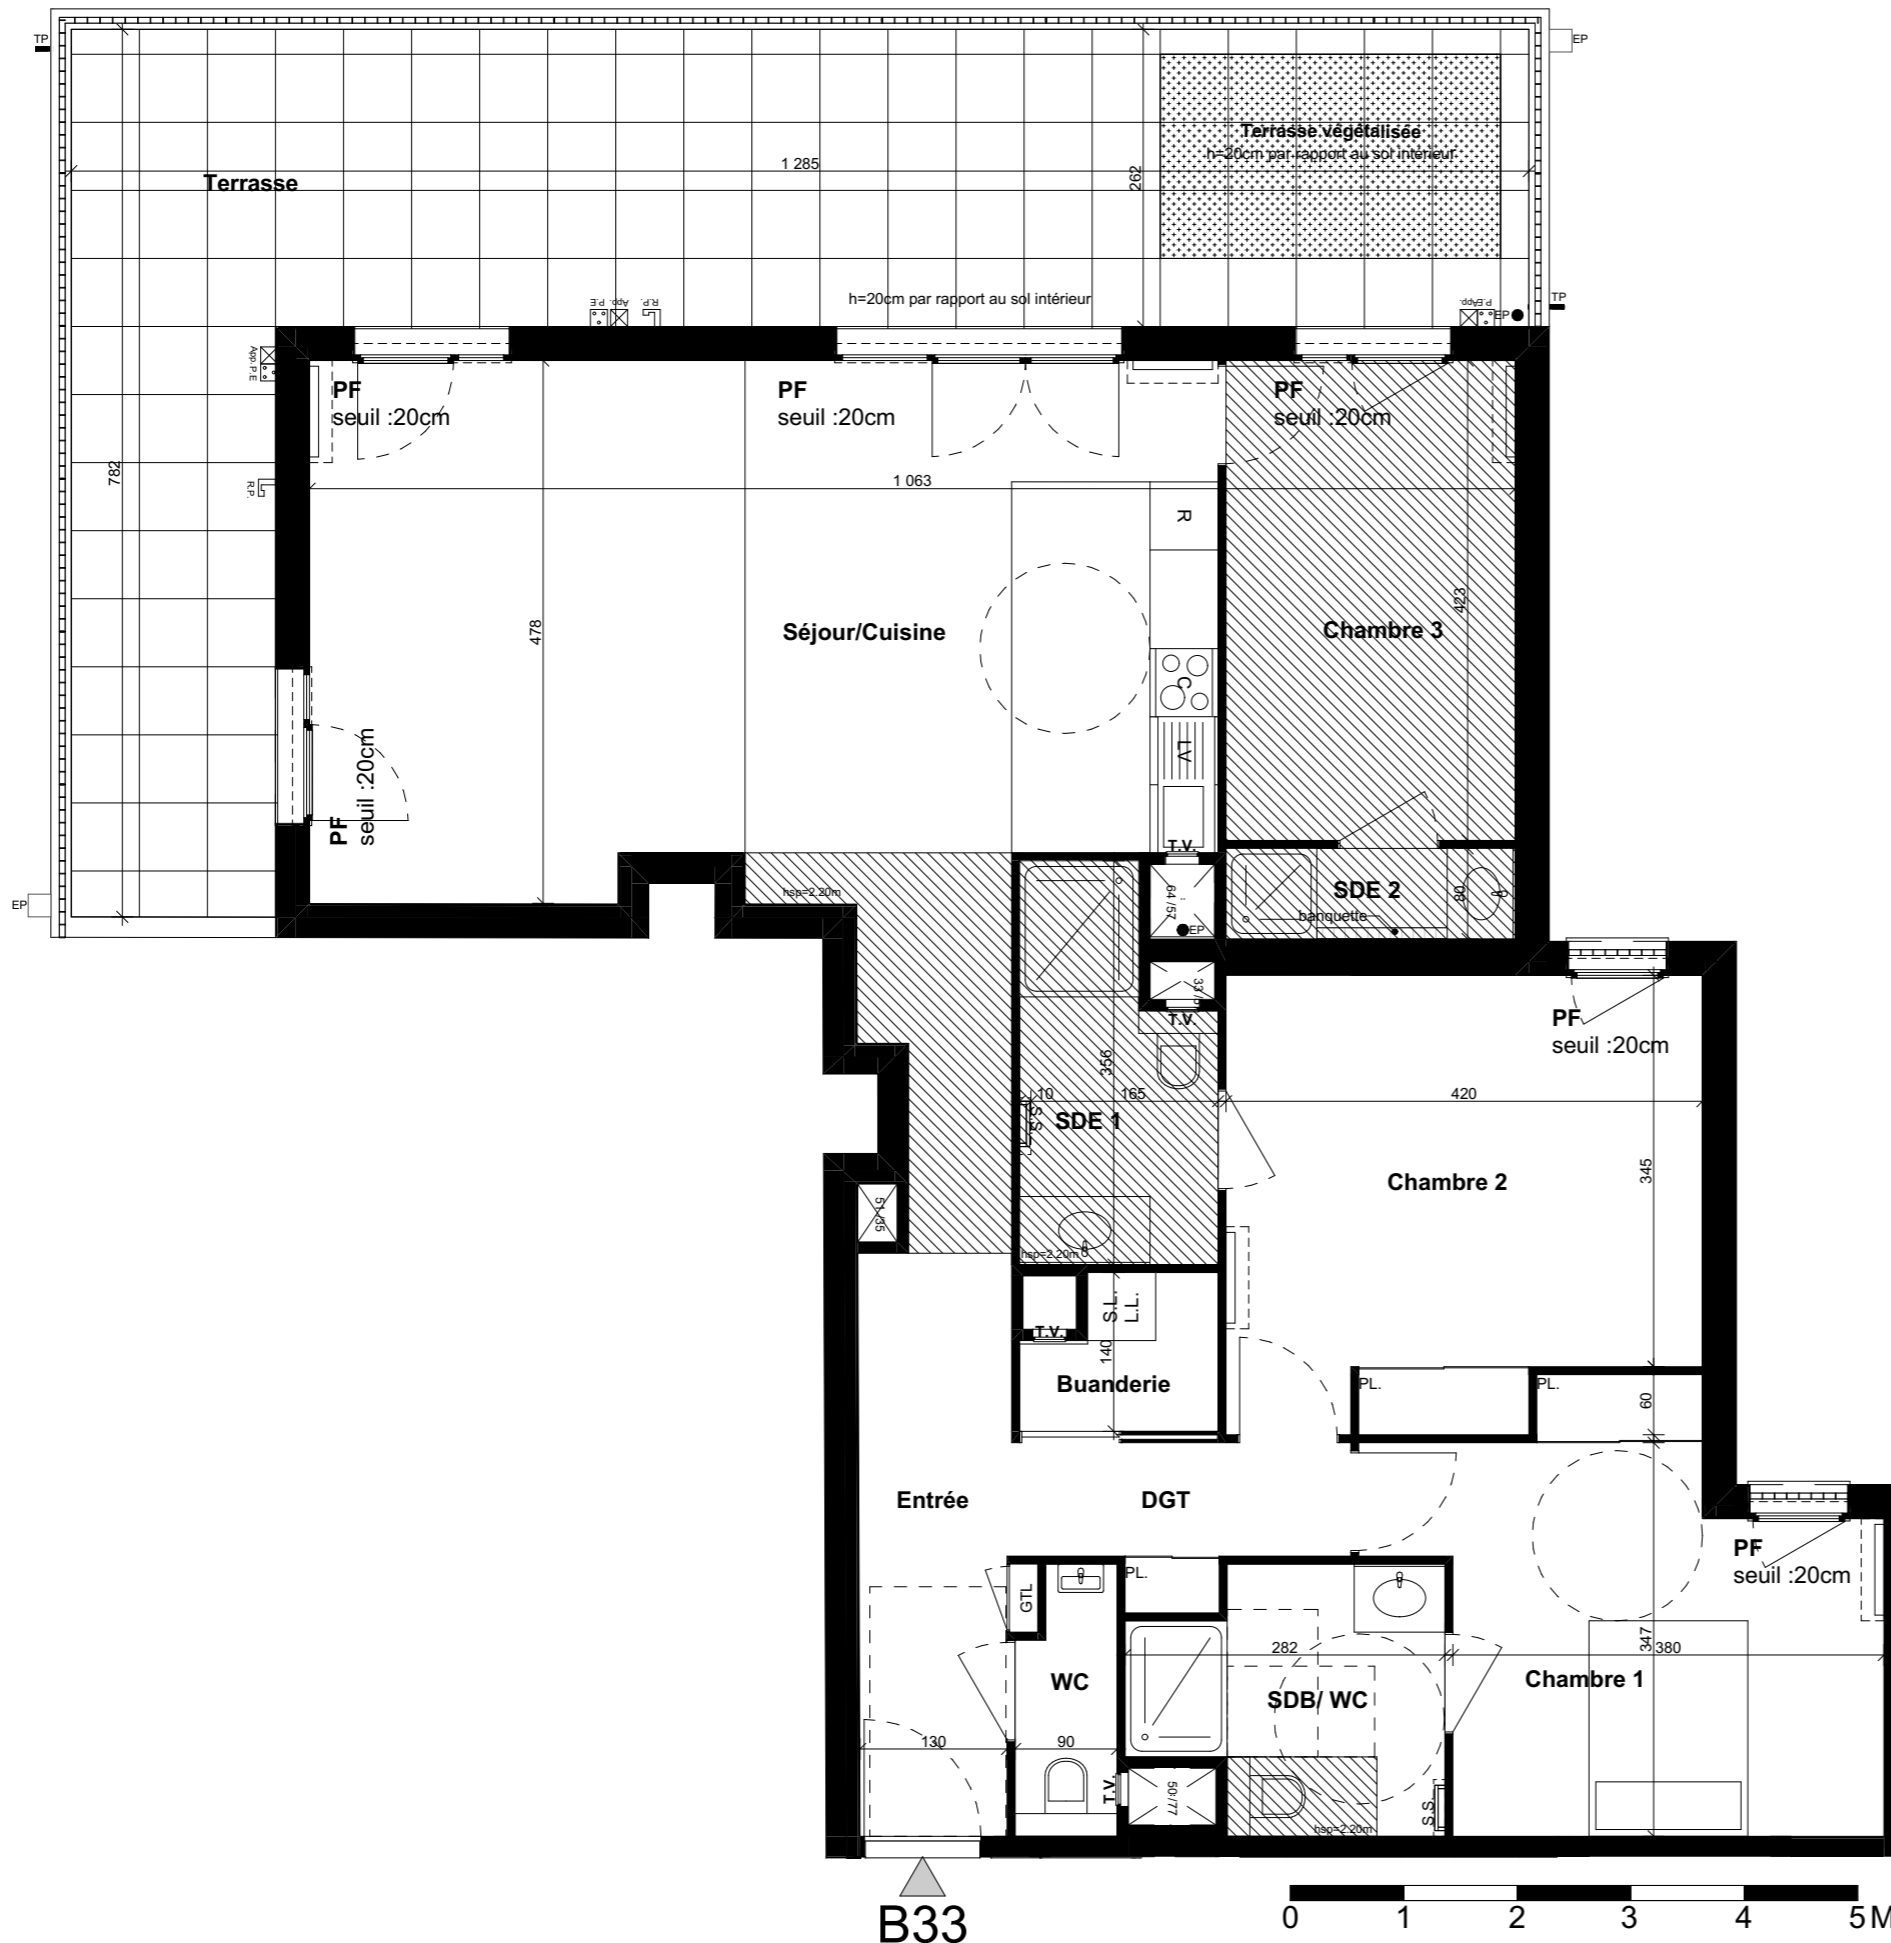 TP
EP
Terrasse végétalisée
h=20cm par rapport au sol intérieur
1 285
262
Terrasse
h=20cm par rapport au sol intérieur
P.E
App.
R.P.
App.
P.E
EP
TP
App.
P.E
PF
seuil :20cm
PF
seuil :20cm
PF
seuil :20cm
782
R.P.
1 063
R
478
Séjour/Cuisine
423
Chambre 3
C
LV
PF
seuil :20cm
T.V.
hsp=2,20m
64 /57
EP
SDE 2
80
banquette
EP
T.V.
PF
seuil :20cm
356
10
165
420
S.S.
SDE 1
Chambre 2
345
51 /35
hsp=2.20m
S.L.
L.L.
T.V.
140
Buanderie
PL.
PL.
60
Entrée
DGT
PF
seuil :20cm
GTL
PL.
282
347
380
WC
SDB/ WC
Chambre 1
130
90
T.V.
50 /77
S.S.
hsp=2.20m
B33
0 1 2 3 4 5 M